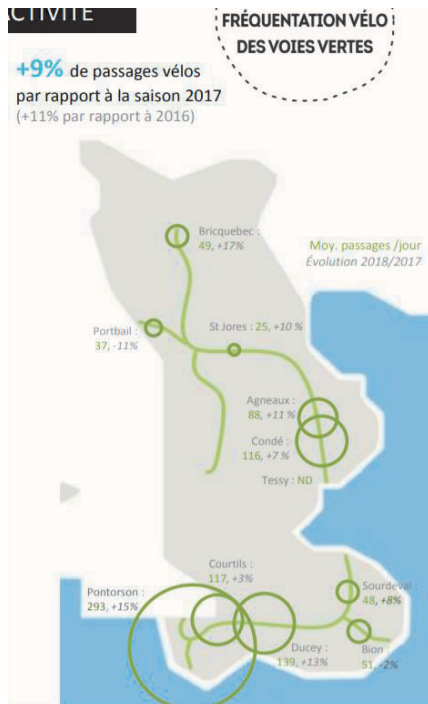 CTIVITÉ
FRÉQUENTATION VÉLO
DES VOIES VERTES
+9% de passages vélos
par rapport à la saison 2017
(+11% par rapport à 2016)
Bricquebec :
49, +17%
Moy. passages /jour
Évolution 2018/2017
Portbail :
37, -11%
St Jores : 25, +10 %
Agneaux :
88, +11 %
Condé :
116, +7 %
Tessy : ND
Courtils :
117, +3%
Pontorson :
293, +15%
Sourdeval :
48, +8%
Ducey :
139, +13%
Bion :
51, -2%